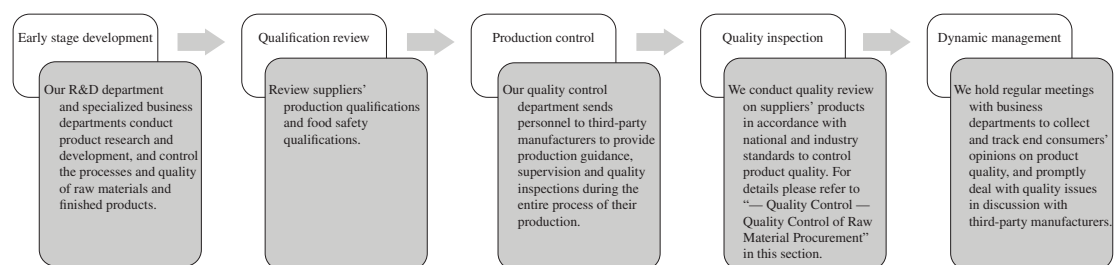 Early stage development
Our R&D department
and specialized business
departments conduct
product research and
development, and control
the processes and quality
of raw materials and
finished products.
Qualification review
Review suppliers'
production qualifications
and food safety
qualifications.
Production control
Our quality control
department sends
personnel to third-party
manufacturers to provide
production guidance,
supervision and quality
inspections during the
entire process of their
production.
Quality inspection
We conduct quality review
on suppliers' products
in accordance with
national and industry
standards to control
product quality. For
details please refer to
“— Quality Control —
Quality Control of Raw
Material Procurement”
in this section.
Dynamic management
We hold regular meetings
with business
departments to collect
and track end consumers'
opinions on product
quality, and promptly
deal with quality issues
in discussion with
third-party manufacturers.